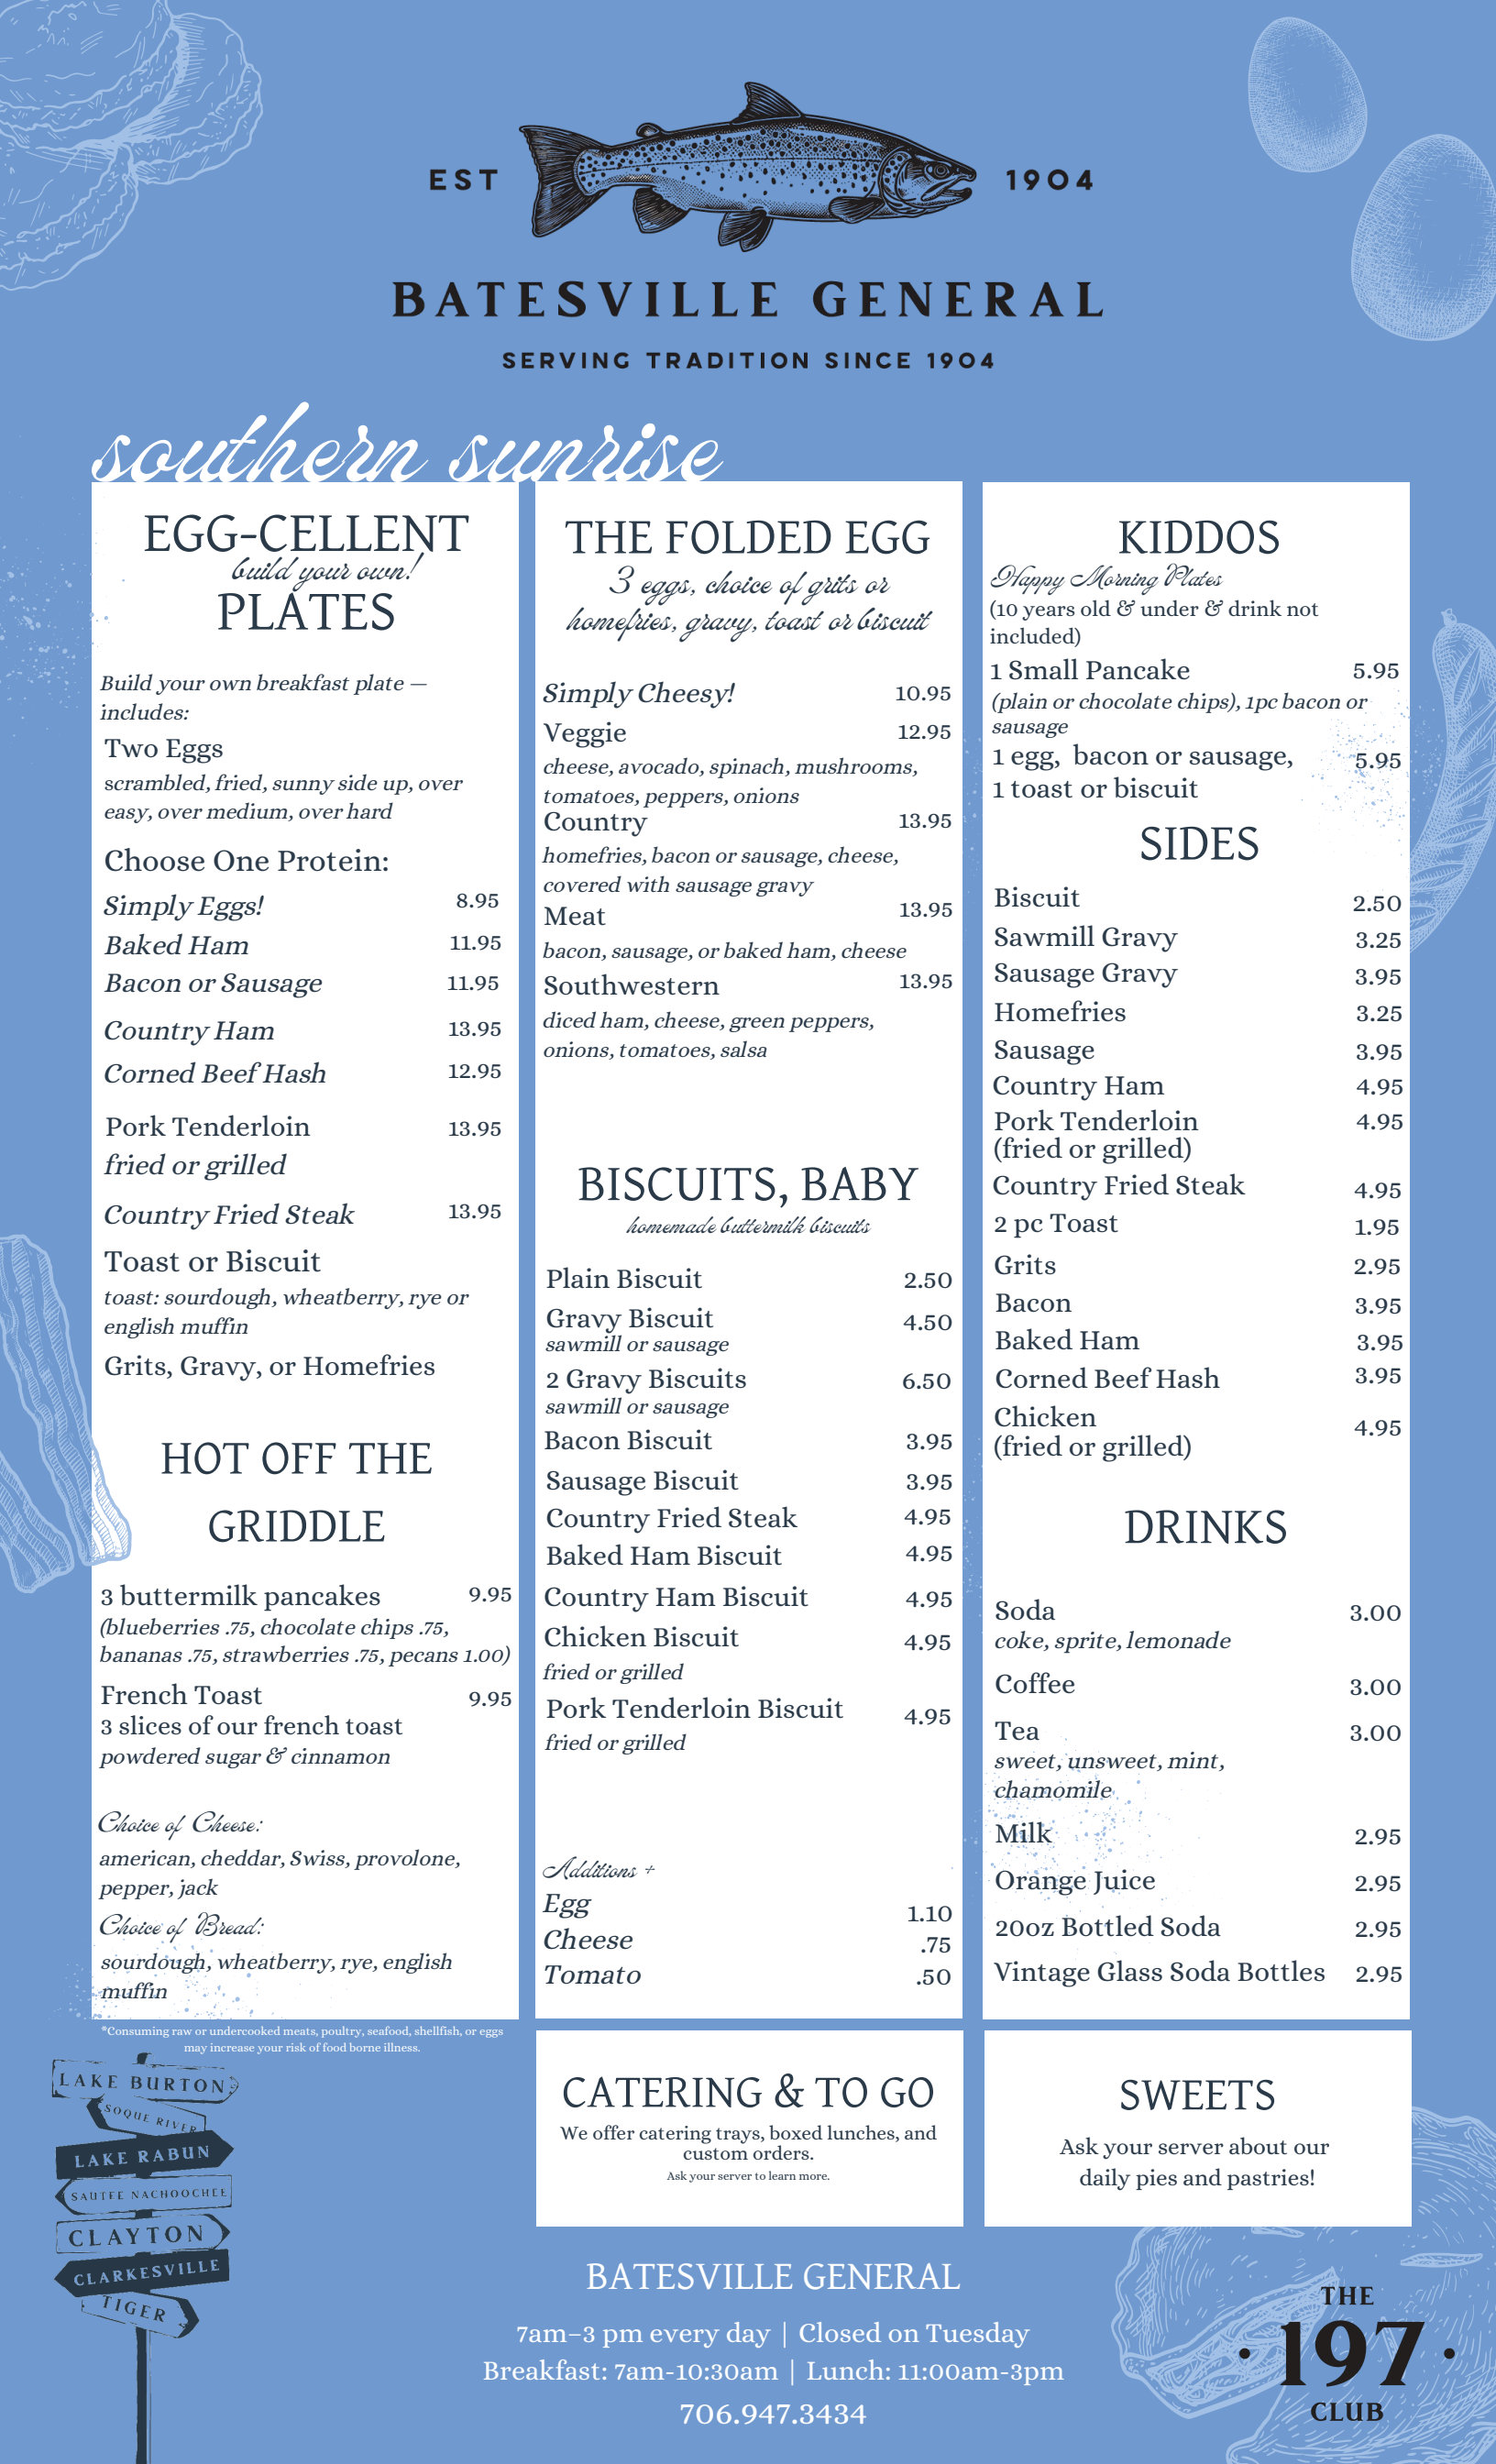 EST 1904
BATESVILLE GENERAL
SERVING TRADITION SINCE 1904
southern sunrise
EGG-CELLENT
build your own!
PLATES
Build your own breakfast plate —
includes:
Two Eggs
scrambled, fried, sunny side up, over
easy, over medium, over hard
Choose One Protein:
Simply Eggs! 8.95
Baked Ham 11.95
Bacon or Sausage 11.95
Country Ham 13.95
Corned Beef Hash 12.95
Pork Tenderloin 13.95
fried or grilled
Country Fried Steak 13.95
Toast or Biscuit
toast: sourdough, wheatberry, rye or
english muffin
Grits, Gravy, or Homefries
HOT OFF THE
GRIDDLE
3 buttermilk pancakes 9.95
(blueberries .75, chocolate chips .75,
bananas .75, strawberries .75, pecans 1.00)
French Toast 9.95
3 slices of our french toast
powdered sugar & cinnamon
Choice of Cheese:
american, cheddar, Swiss, provolone,
pepper, jack
Choice of Bread:
sourdough, wheatberry, rye, english
muffin
*Consuming raw or undercooked meats, poultry, seafood, shellfish, or eggs
may increase your risk of food borne illness.
THE FOLDED EGG
3 eggs, choice of grits or
homefries, gravy, toast or biscuit
Simply Cheesy! 10.95
Veggie 12.95
cheese, avocado, spinach, mushrooms,
tomatoes, peppers, onions
Country 13.95
homefries, bacon or sausage, cheese,
covered with sausage gravy
Meat 13.95
bacon, sausage, or baked ham, cheese
Southwestern 13.95
diced ham, cheese, green peppers,
onions, tomatoes, salsa
BISCUITS, BABY
homemade buttermilk biscuits
Plain Biscuit 2.50
Gravy Biscuit 4.50
sawmill or sausage
2 Gravy Biscuits 6.50
sawmill or sausage
Bacon Biscuit 3.95
Sausage Biscuit 3.95
Country Fried Steak 4.95
Baked Ham Biscuit 4.95
Country Ham Biscuit 4.95
Chicken Biscuit 4.95
fried or grilled
Pork Tenderloin Biscuit 4.95
fried or grilled
Additions +
Egg 1.10
Cheese .75
Tomato .50
KIDDOS
Happy Morning Plates
(10 years old & under & drink not
included)
1 Small Pancake 5.95
(plain or chocolate chips), 1pc bacon or
sausage
1 egg, bacon or sausage, 5.95
1 toast or biscuit
SIDES
Biscuit 2.50
Sawmill Gravy 3.25
Sausage Gravy 3.95
Homefries 3.25
Sausage 3.95
Country Ham 4.95
Pork Tenderloin 4.95
(fried or grilled)
Country Fried Steak 4.95
2 pc Toast 1.95
Grits 2.95
Bacon 3.95
Baked Ham 3.95
Corned Beef Hash 3.95
Chicken 4.95
(fried or grilled)
DRINKS
Soda 3.00
coke, sprite, lemonade
Coffee 3.00
Tea 3.00
sweet, unsweet, mint,
chamomile
Milk 2.95
Orange Juice 2.95
20oz Bottled Soda 2.95
Vintage Glass Soda Bottles 2.95
CATERING & TO GO
We offer catering trays, boxed lunches, and
custom orders.
Ask your server to learn more.
SWEETS
Ask your server about our
daily pies and pastries!
LAKE BURTON
SOQUE RIVER
LAKE RABUN
SAUTEE NACHOOCHEE
CLAYTON
CLARKESVILLE
TIGER
BATESVILLE GENERAL
7am–3 pm every day | Closed on Tuesday
Breakfast: 7am-10:30am | Lunch: 11:00am-3pm
706.947.3434
THE
197
CLUB